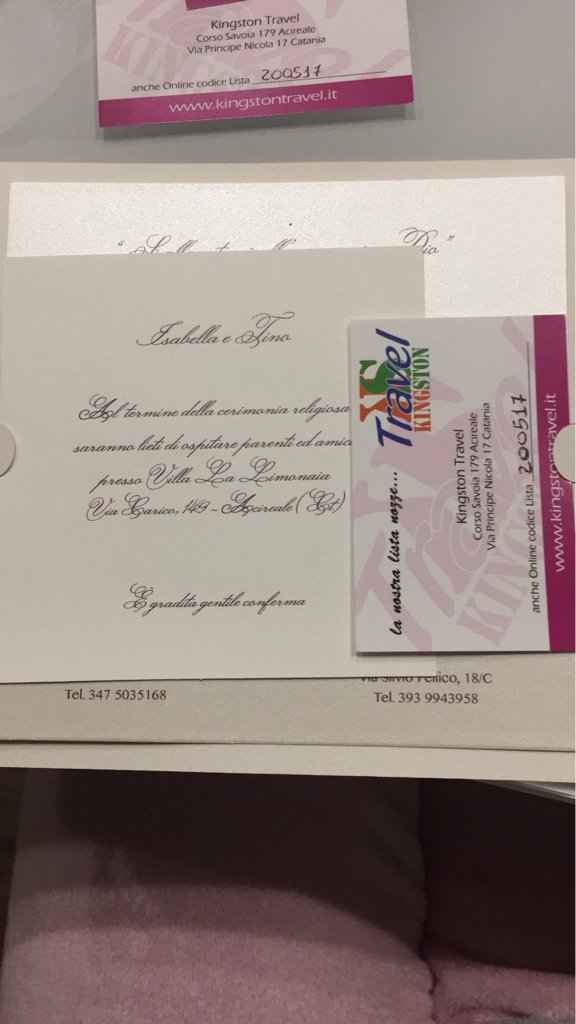 Kingston Travel
Corso Savoia 179 Acireale
Via Principe Nicola 17 Catania
anche Online codice Lista 200517
www.kingstontravel.it
Dio"
Isabella e Tino
Al termine della cerimonia religiosa
saranno lieti di ospitare parenti ed amic
presso Villa La Limonaia
Via Carico, 149 - Acireale (Ct)
E gradita gentile conferma
la nostra lista nozze...
KS
Travel
KINGSTON
Kingston Travel
Corso Savoia 179 Acireale
Via Principe Nicola 17 Catania
anche Online codice Lista 200517
www.kingstontravel.it
Via Silvio Pellico, 18/C
Tel. 347 5035168
Tel. 393 9943958